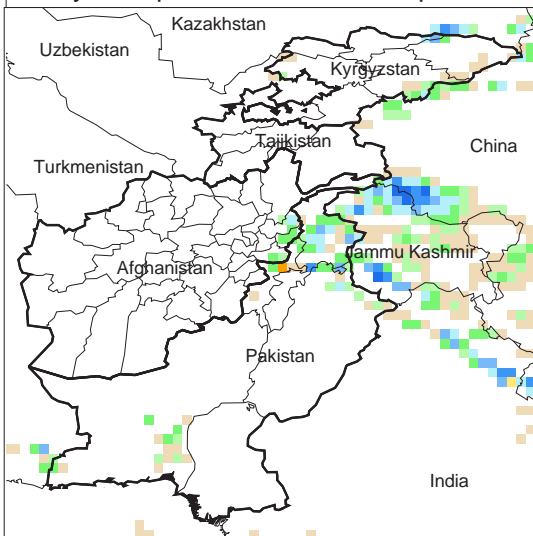 Kazakhstan
Uzbekistan
Kyrgyzstan
Tajikistan
China
Turkmenistan
Jammu Kashmir
Afghanistan
Pakistan
India